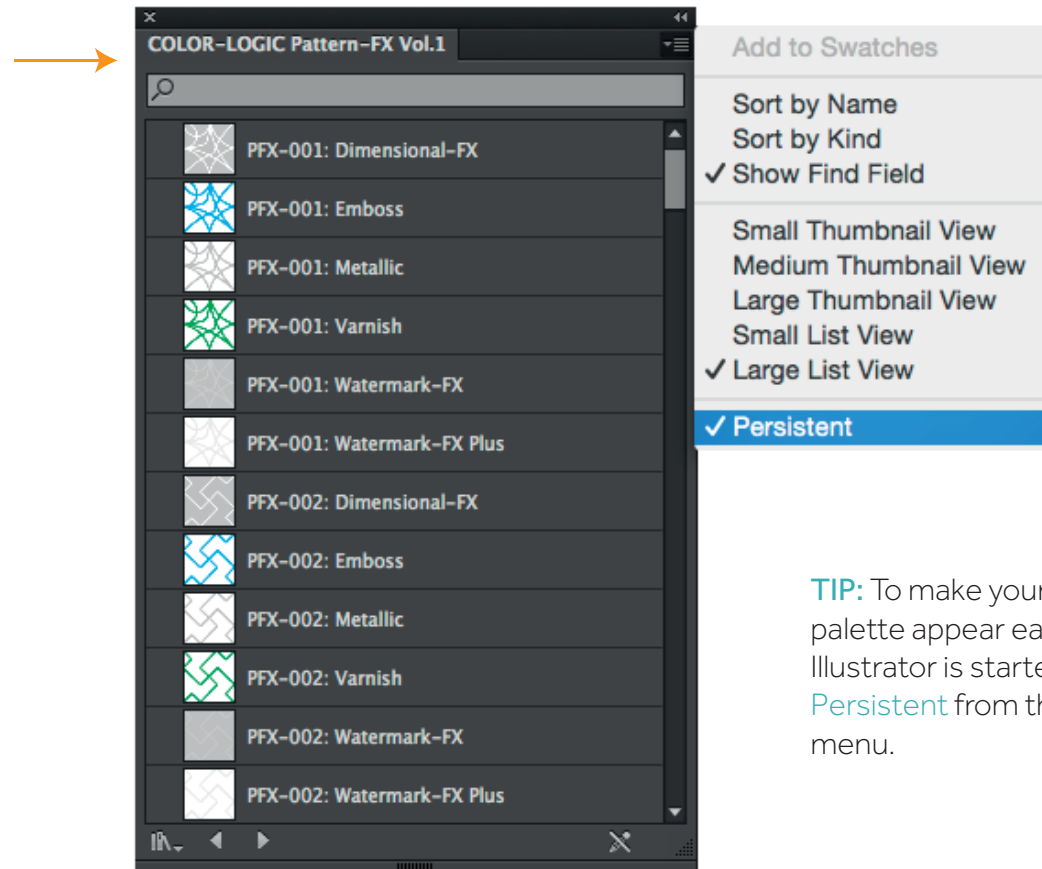 COLOR-LOGIC Pattern-FX Vol.1
PFX-001: Dimensional-FX
PFX-001: Emboss
PFX-001: Metallic
PFX-001: Varnish
PFX-001: Watermark-FX
PFX-001: Watermark-FX Plus
PFX-002: Dimensional-FX
PFX-002: Emboss
PFX-002: Metallic
PFX-002: Varnish
PFX-002: Watermark-FX
PFX-002: Watermark-FX Plus
Add to Swatches
Sort by Name
Sort by Kind
Show Find Field
Small Thumbnail View
Medium Thumbnail View
Large Thumbnail View
Small List View
Large List View
Persistent
TIP: To make your
palette appear
Illustrator is
Persistent from
menu.